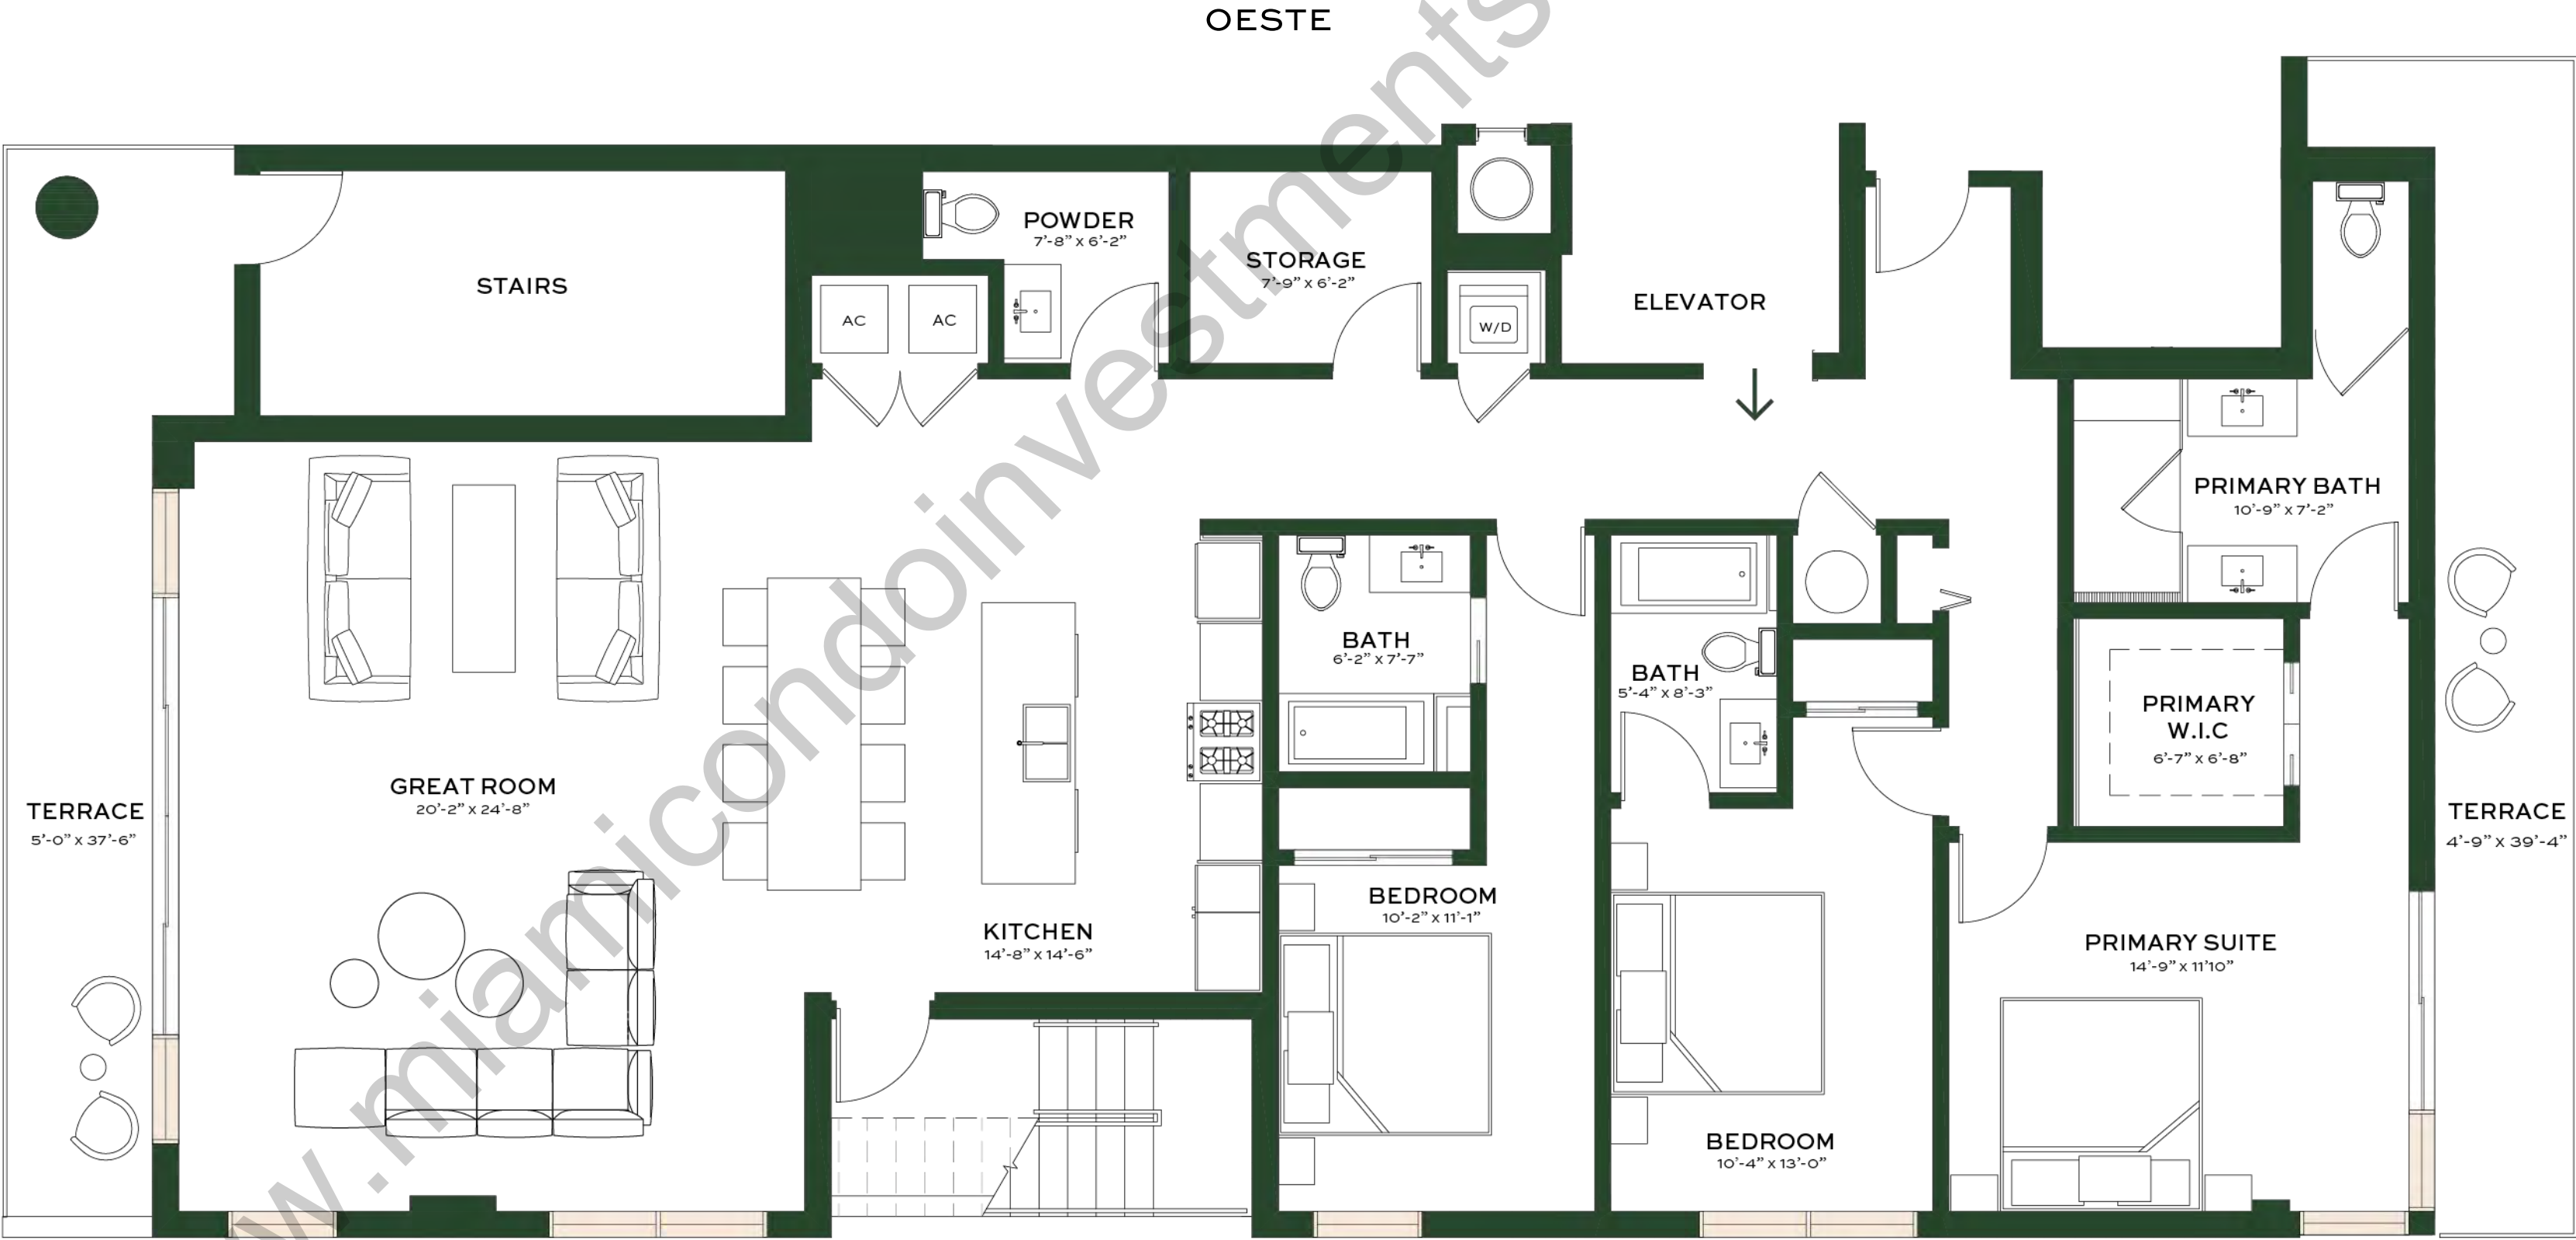 OESTE
POWDER
7'-8" x 6'-2"
STORAGE
7'-9" x 6'-2"
STAIRS
AC
AC
W/D
ELEVATOR
PRIMARY BATH
10'-9" x 7'-2"
BATH
6'-2" x 7'-7"
BATH
5'-4" x 8'-3"
PRIMARY
W.I.C
6'-7" x 6'-8"
GREAT ROOM
20'-2" x 24'-8"
TERRACE
5'-0" x 37'-6"
TERRACE
4'-9" x 39'-4"
BEDROOM
10'-2" x 11'-1"
KITCHEN
14'-8" x 14'-6"
PRIMARY SUITE
14'-9" x 11'10"
BEDROOM
10'-4" x 13'-0"
w.miamicondoinvestments